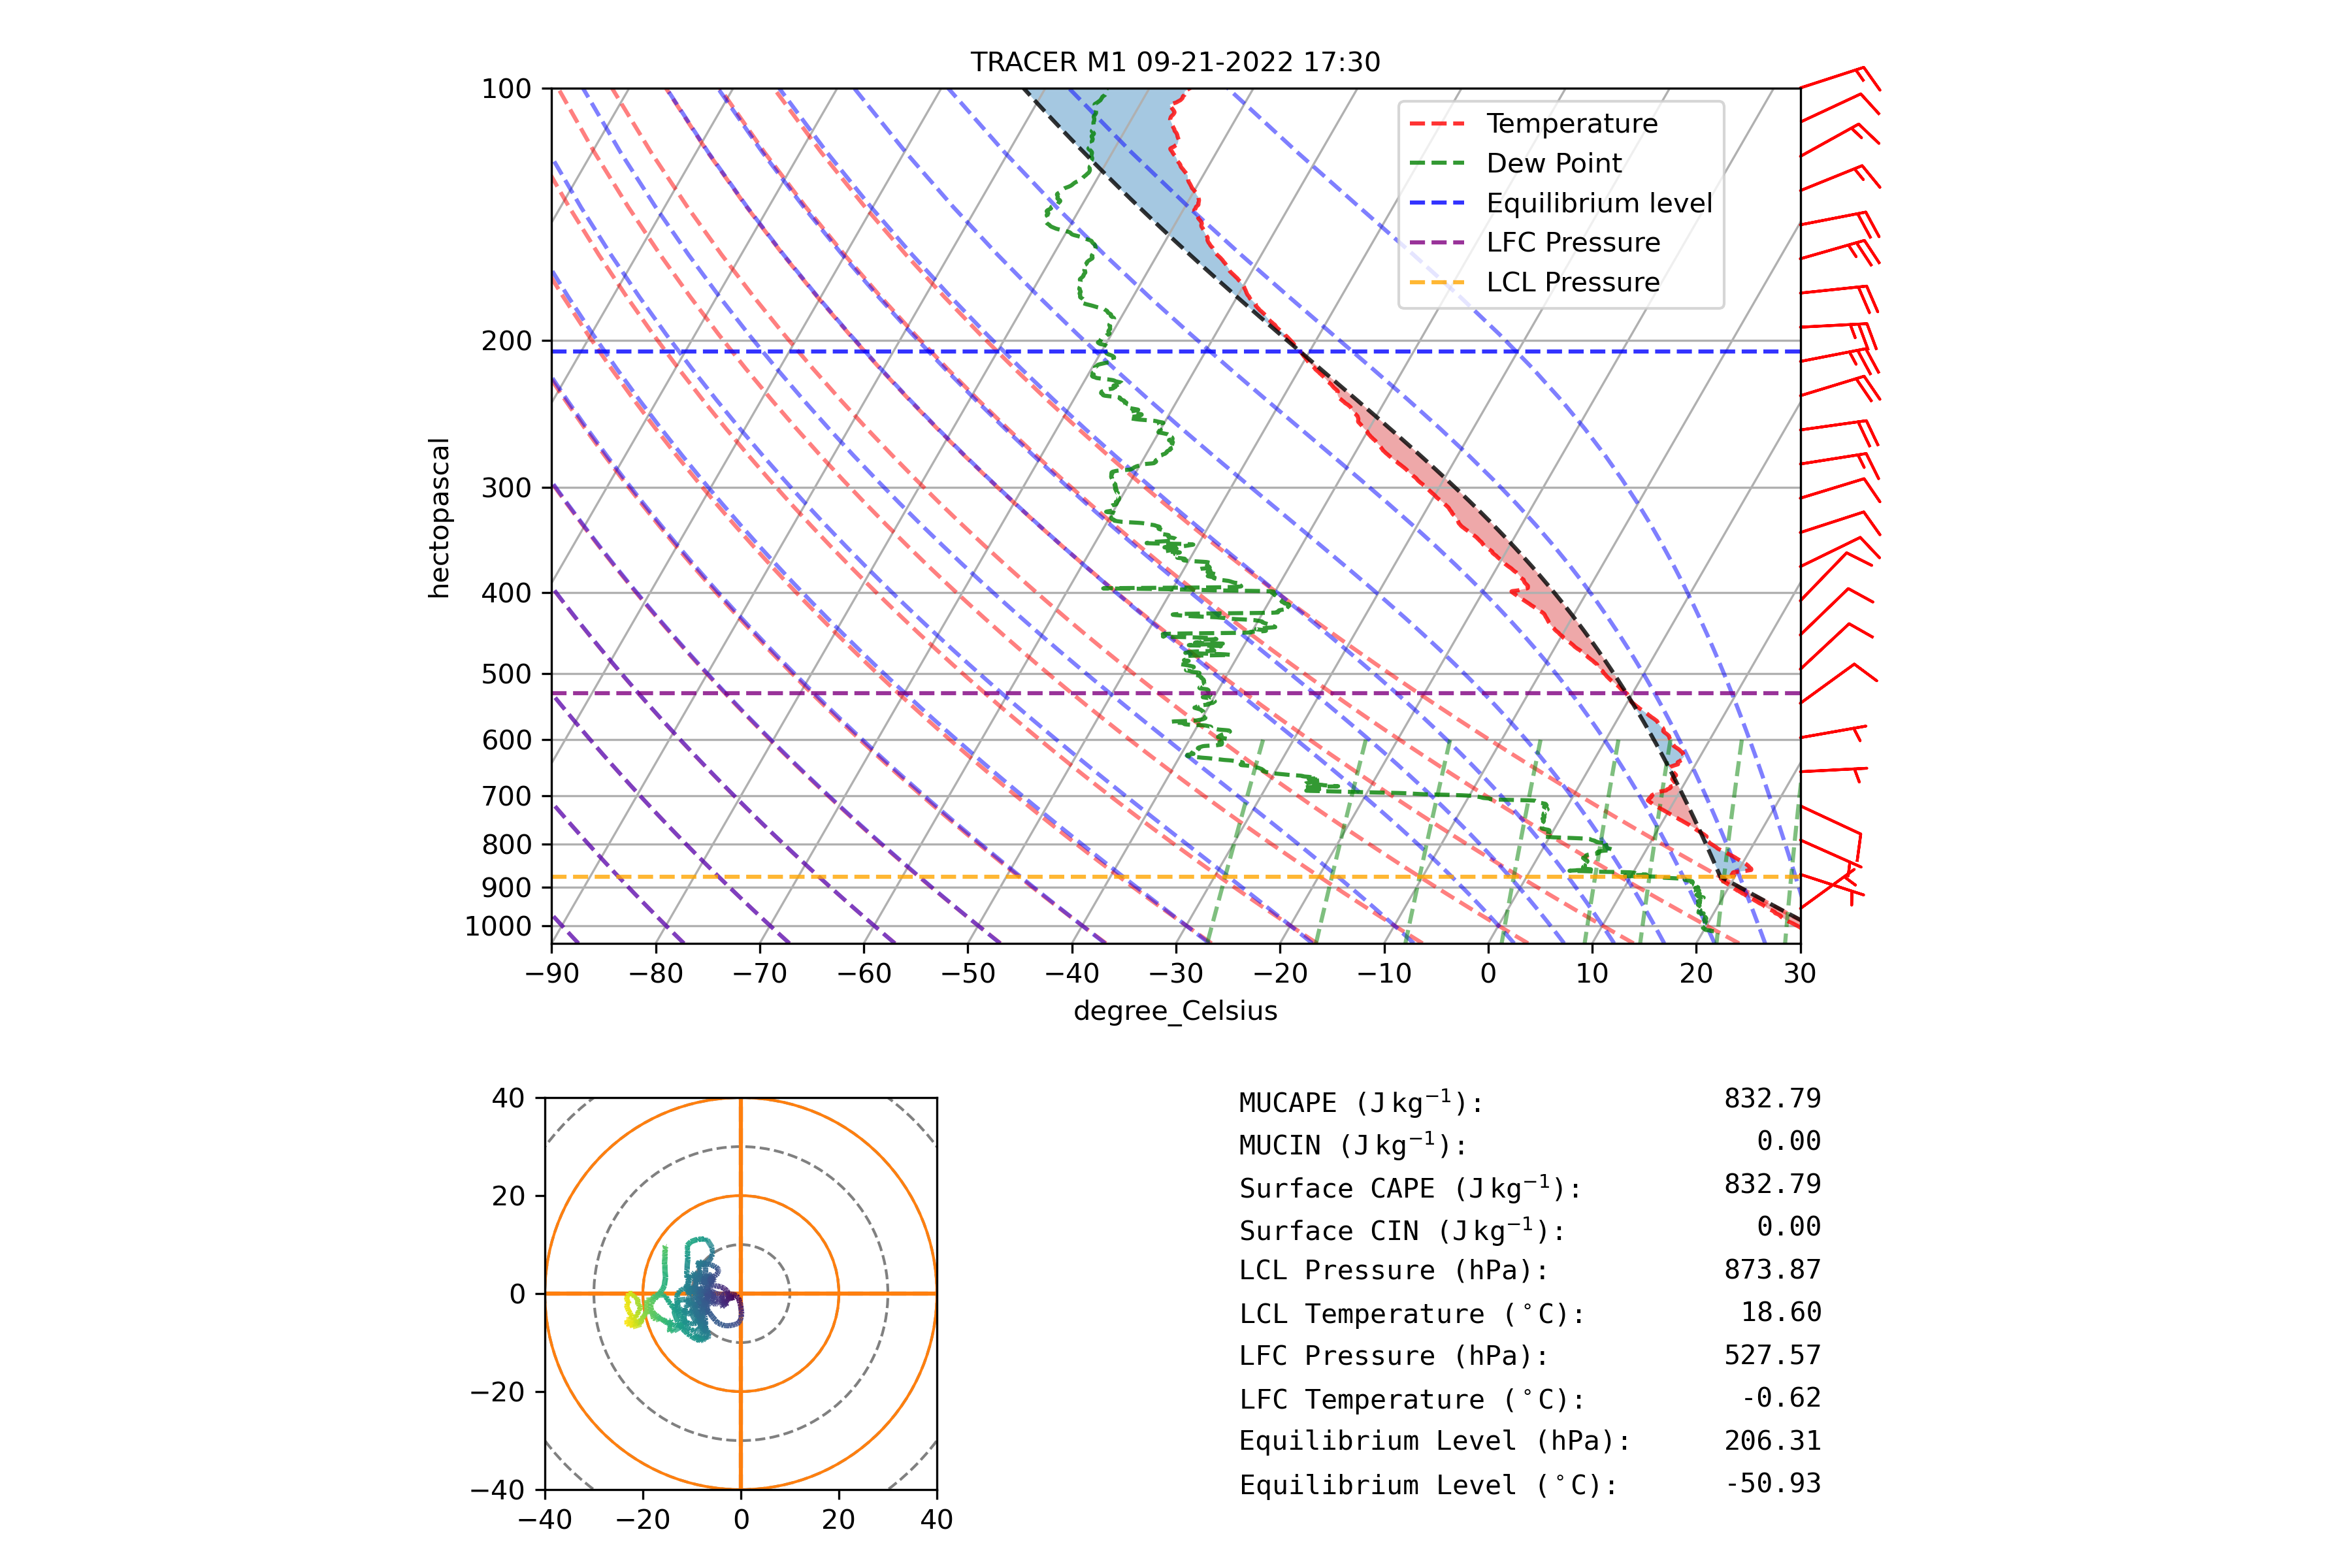 TRACER M1 09-21-2022 17:30
100
200
300
400
500
600
700
800
900
1000
hectopascal
Temperature
Dew Point
Equilibrium level
LFC Pressure
LCL Pressure
−90 −80 −70 −60 −50 −40 −30 −20 −10 0 10 20 30
degree_Celsius
40
20
0
−20
−40
−40 −20 0 20 40
MUCAPE (J kg⁻¹): 832.79
MUCIN (J kg⁻¹): 0.00
Surface CAPE (J kg⁻¹): 832.79
Surface CIN (J kg⁻¹): 0.00
LCL Pressure (hPa): 873.87
LCL Temperature (°C): 18.60
LFC Pressure (hPa): 527.57
LFC Temperature (°C): -0.62
Equilibrium Level (hPa): 206.31
Equilibrium Level (°C): -50.93